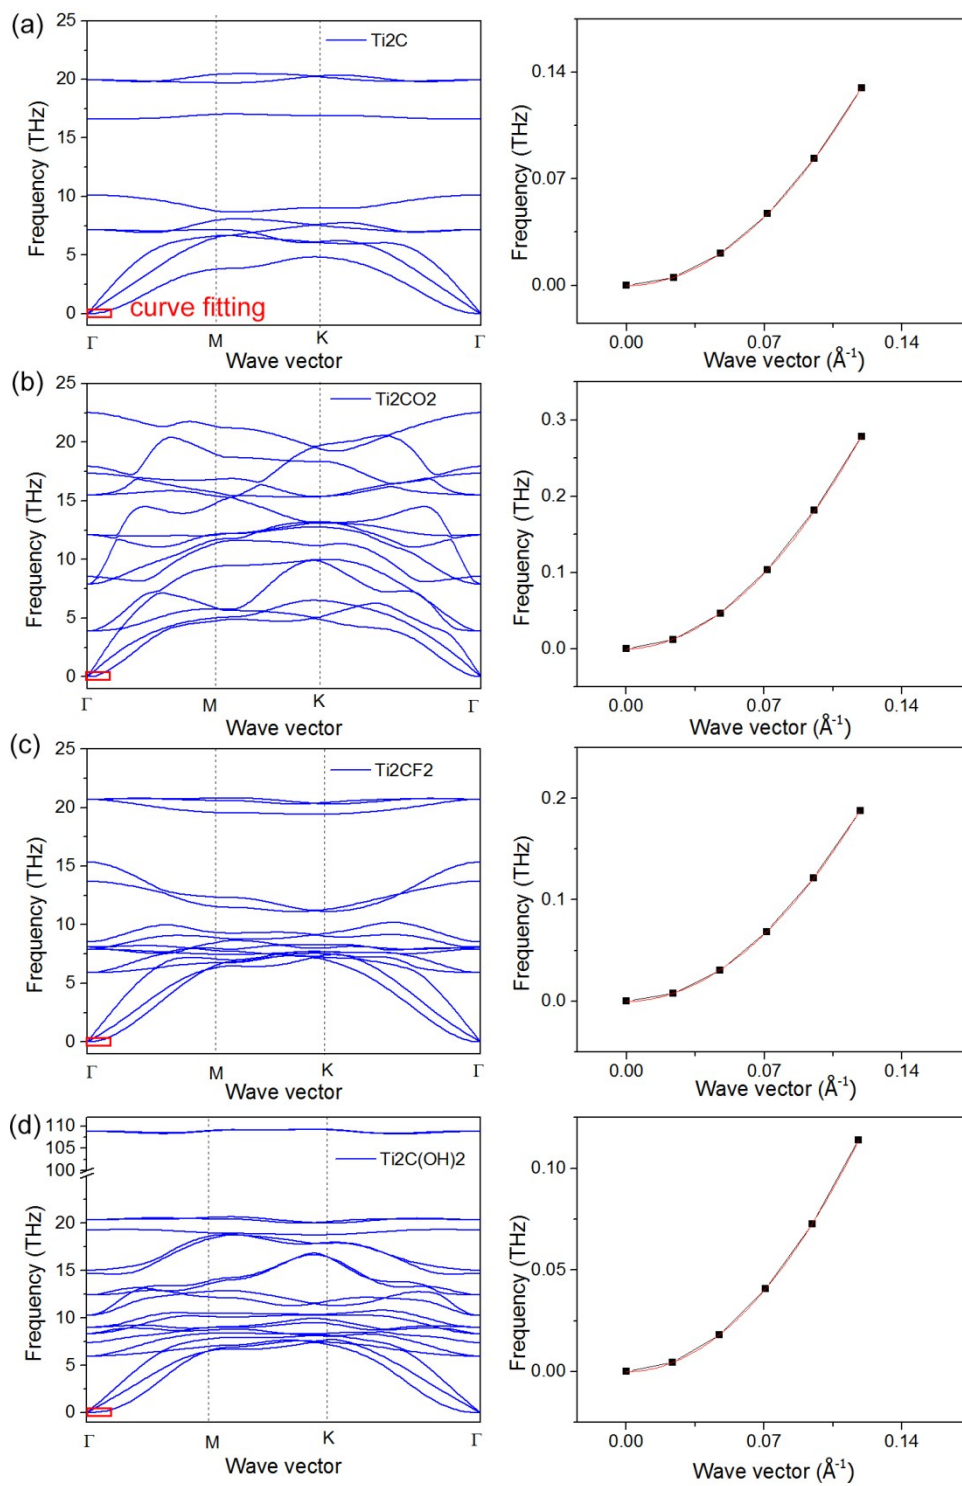 (a)
25
20
15
10
5
0
Frequency (THz)
Ti2C
curve fitting
Γ
M
K
Γ
Wave vector
0.14
0.07
0.00
Frequency (THz)
0.00
0.07
0.14
Wave vector (Å⁻¹)
(b)
25
20
15
10
5
0
Frequency (THz)
Ti2CO2
Γ
M
K
Γ
Wave vector
0.3
0.2
0.1
0.0
Frequency (THz)
0.00
0.07
0.14
Wave vector (Å⁻¹)
(c)
25
20
15
10
5
0
Frequency (THz)
Ti2CF2
Γ
M
K
Γ
Wave vector
0.2
0.1
0.0
Frequency (THz)
0.00
0.07
0.14
Wave vector (Å⁻¹)
(d)
110
105
100
20
15
10
5
0
Frequency (THz)
Ti2C(OH)2
Γ
M
K
Γ
Wave vector
0.10
0.05
0.00
Frequency (THz)
0.00
0.07
0.14
Wave vector (Å⁻¹)